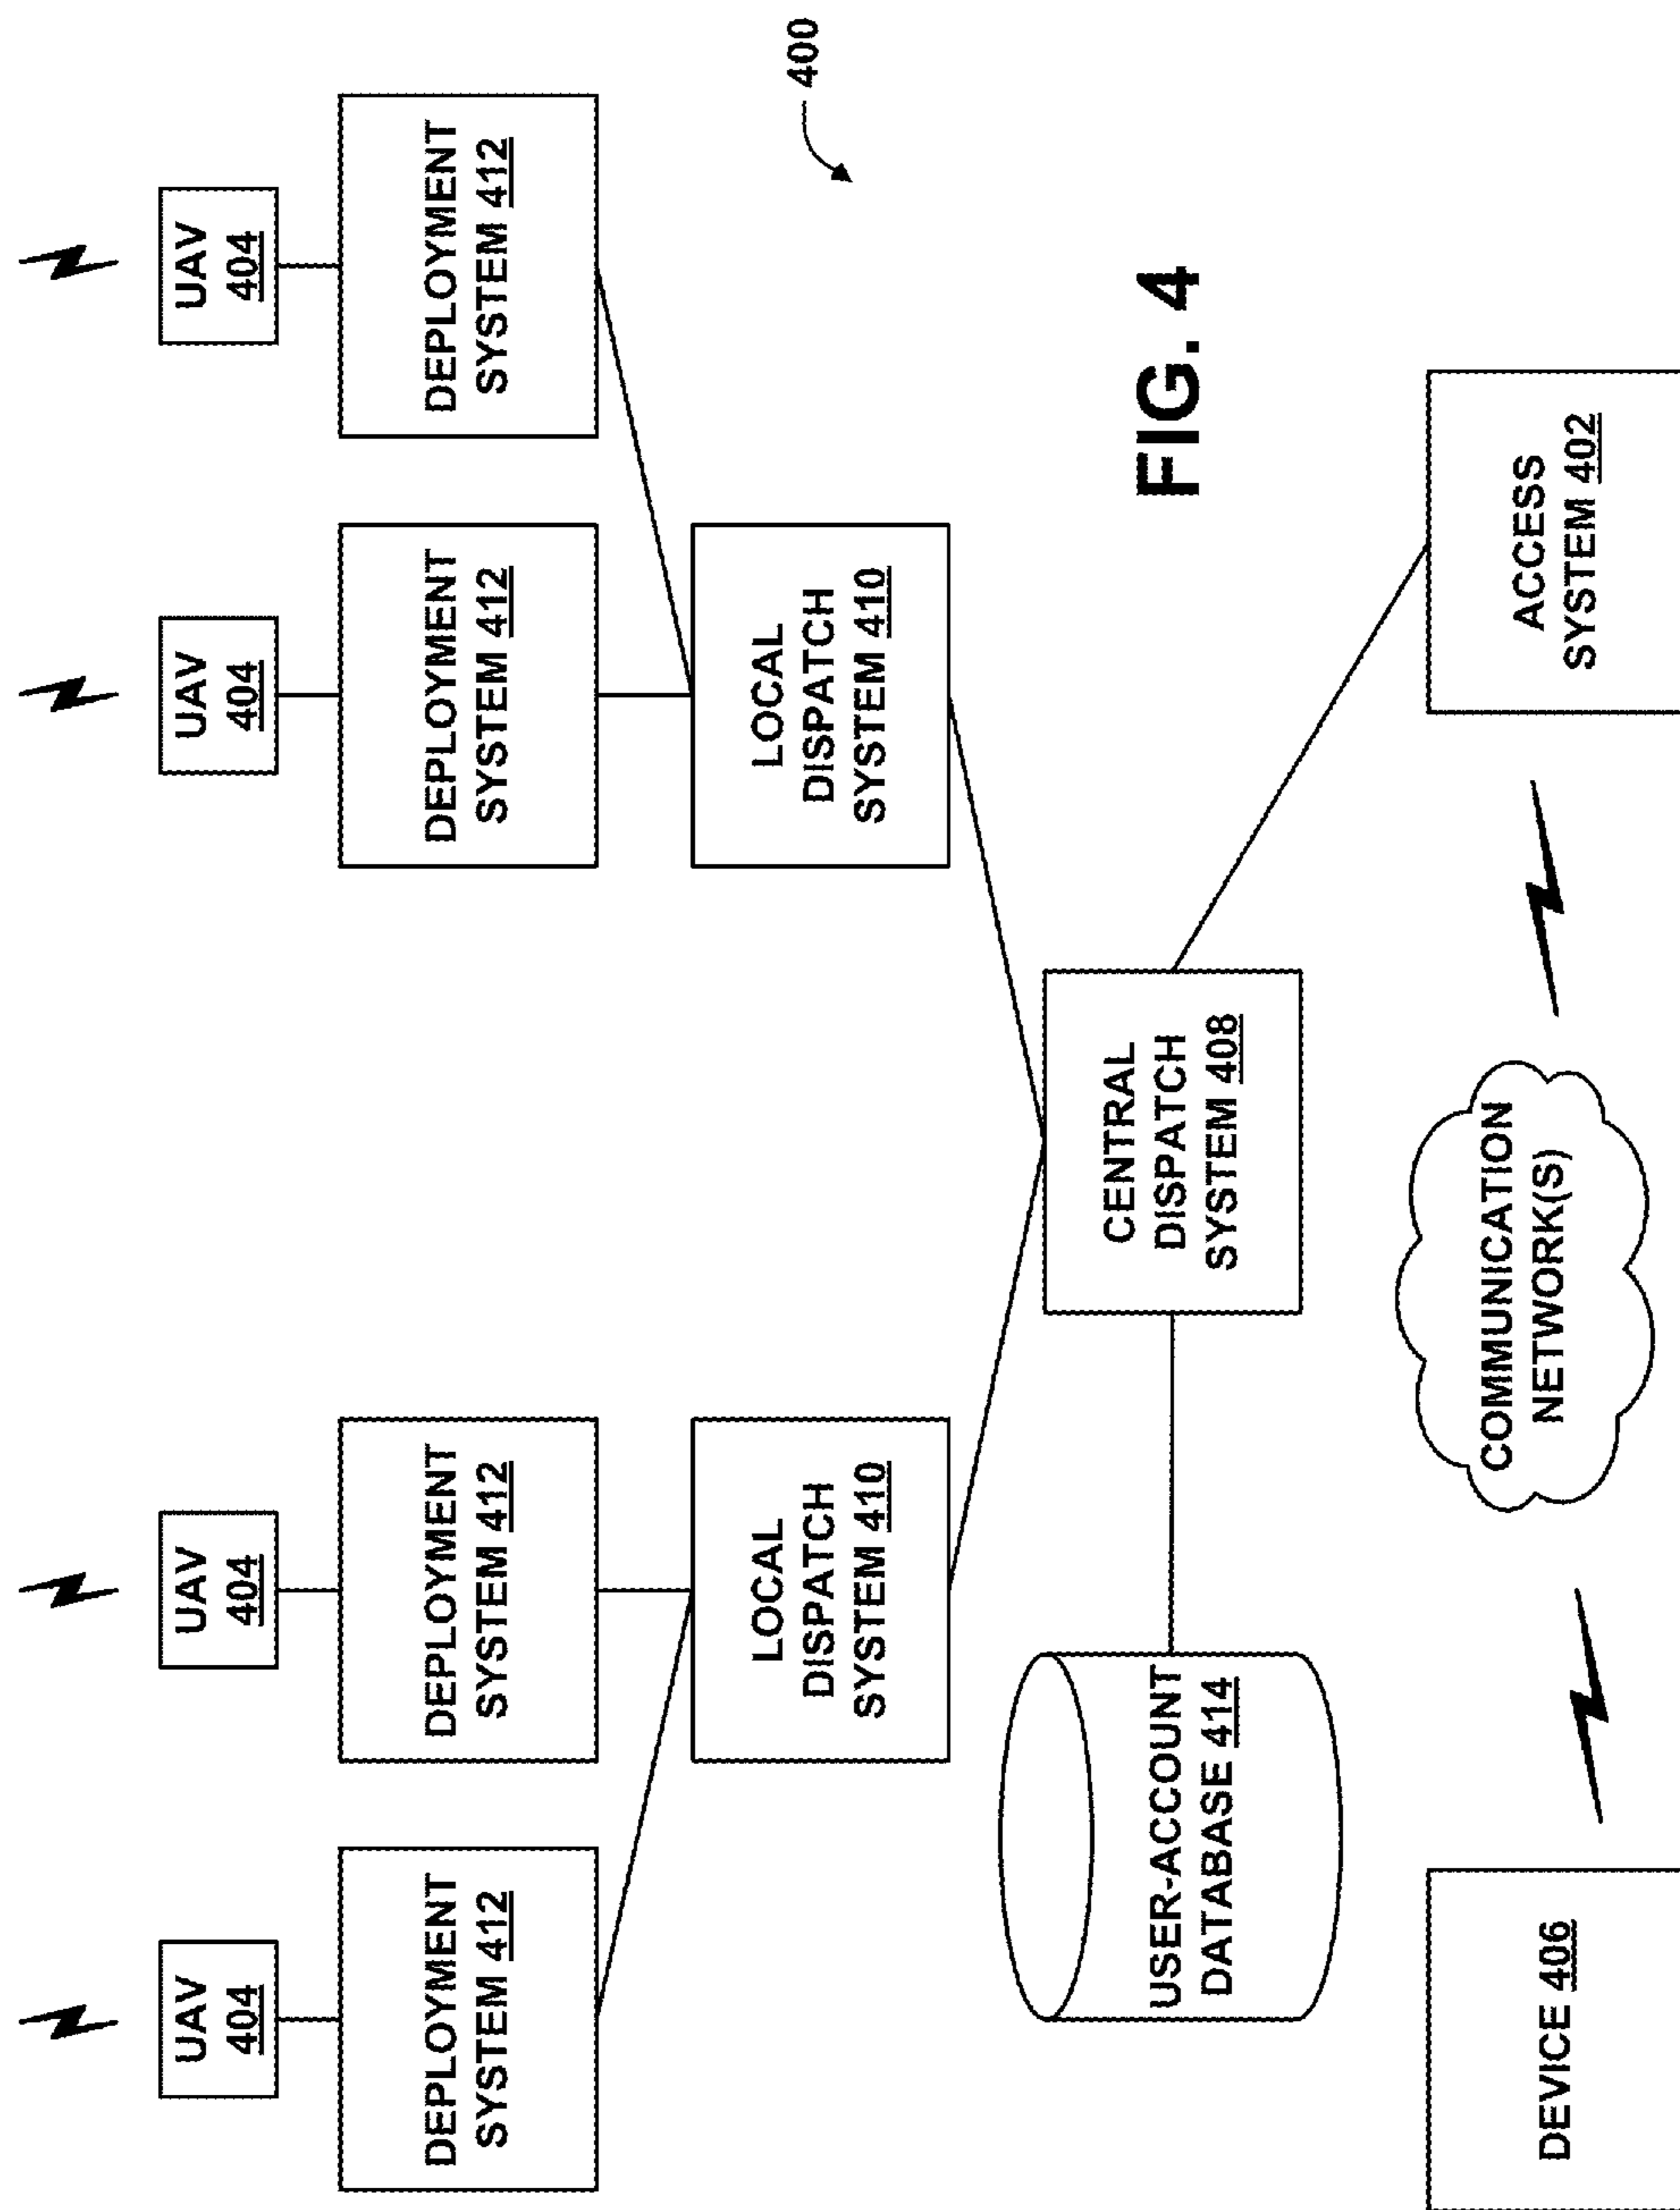 UAV
404
UAV
404
UAV
404
UAV
404
DEPLOYMENT
SYSTEM 412
DEPLOYMENT
SYSTEM 412
DEPLOYMENT
SYSTEM 412
DEPLOYMENT
SYSTEM 412
LOCAL
DISPATCH
SYSTEM 410
LOCAL
DISPATCH
SYSTEM 410
400
USER-ACCOUNT
DATABASE 414
CENTRAL
DISPATCH
SYSTEM 408
FIG. 4
DEVICE 406
COMMUNICATION
NETWORK(S)
ACCESS
SYSTEM 402